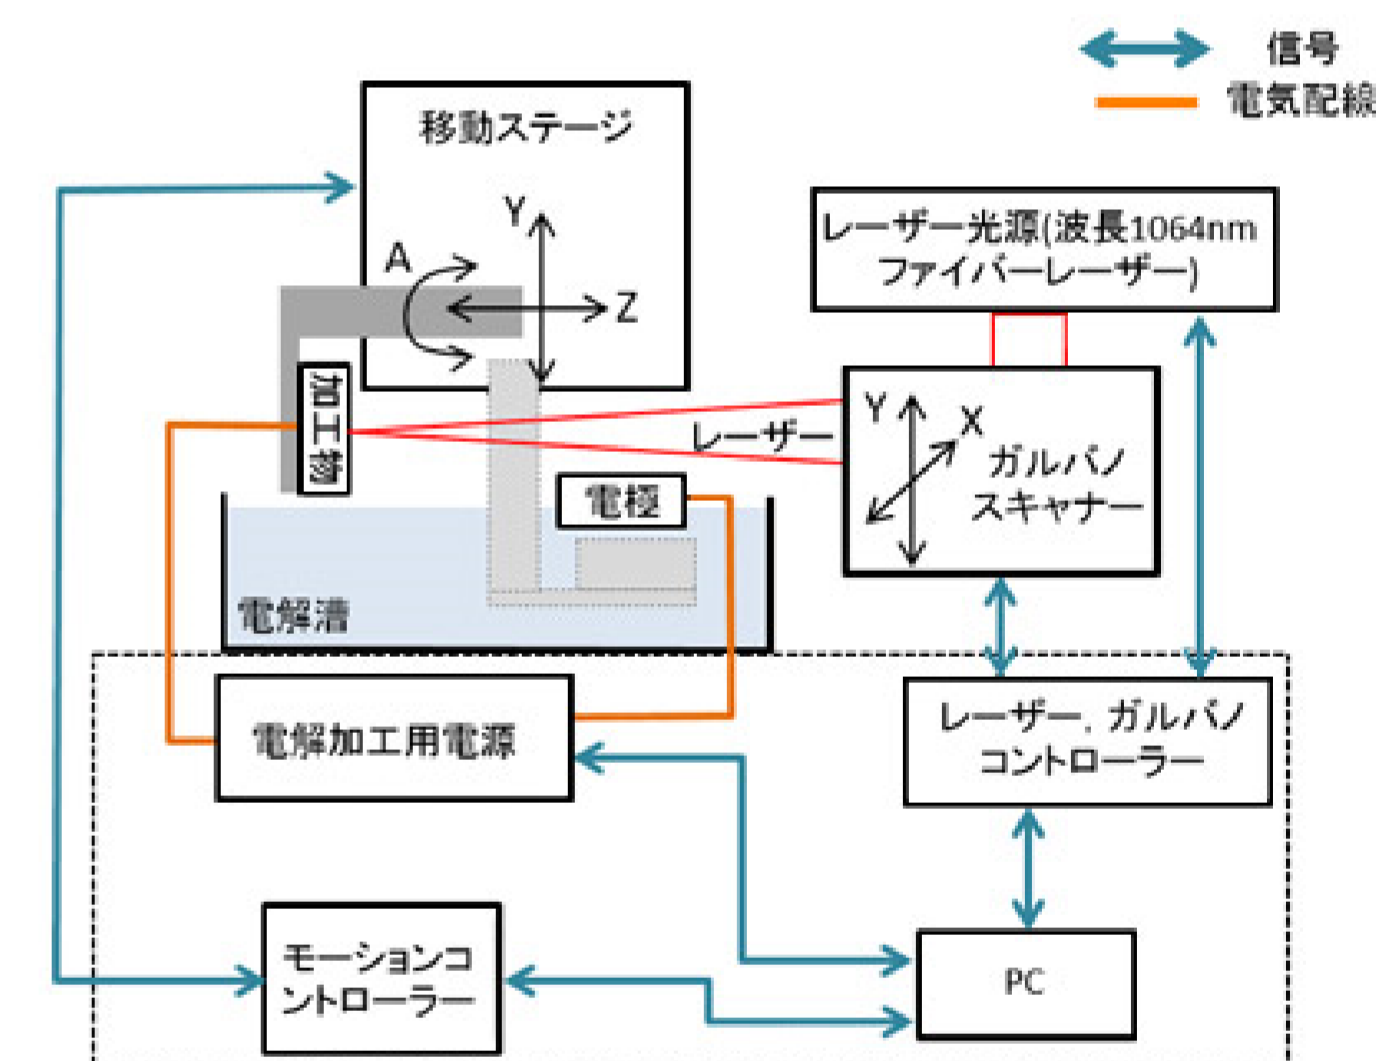 信号
電気配線
移動ステージ
Y
A
Z
レーザー光源(波長1064nm
ファイバーレーザー)
加工物
レーザー
Y
X
ガルバノ
スキャナー
電極
電解漕
電解加工用電源
レーザー，ガルバノ
コントローラー
モーションコ
ントローラー
PC